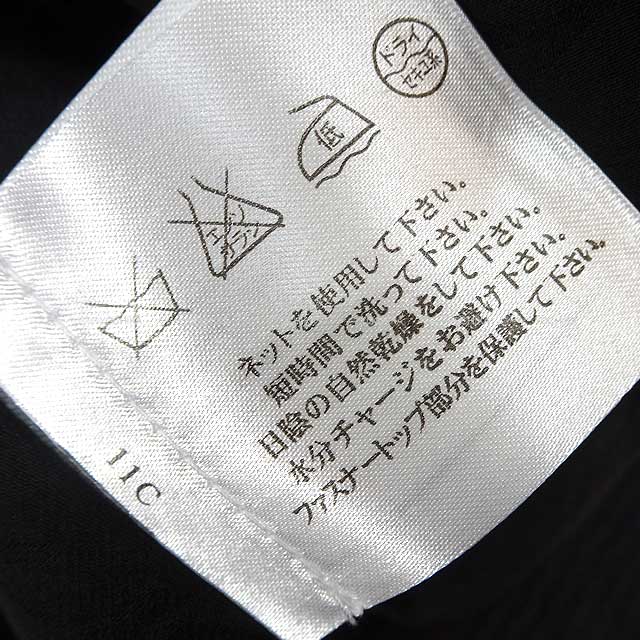 エンソ
サラシ
低
ドライ
セキユ系
ネットを使用して下さい。
短時間で洗って下さい。
日陰の自然乾燥をして下さい。
水分チャージをお避け下さい。
ファスナートップ部分を保護して下さい。
11C